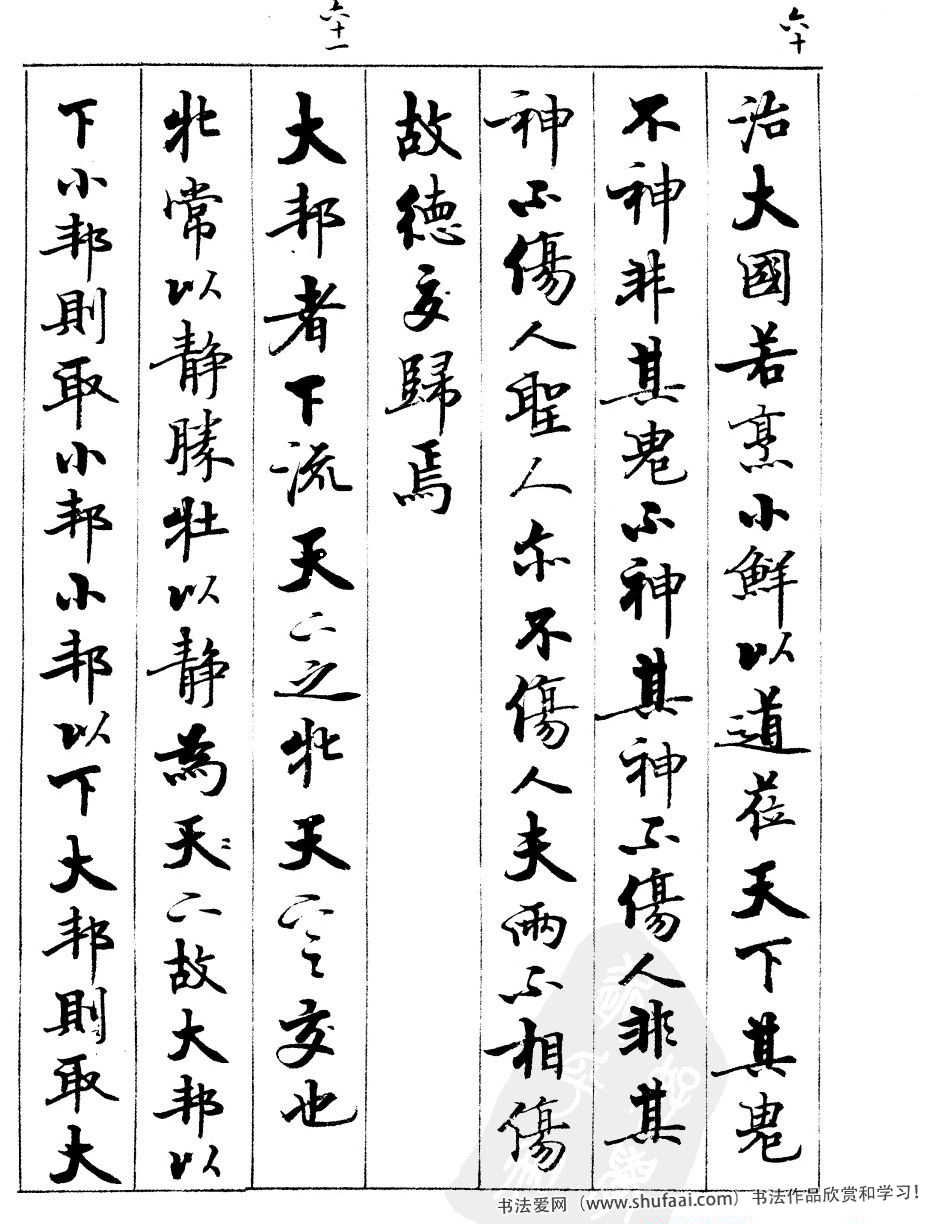 六十
治大國若烹小鮮以道莅天下其鬼
不神非其鬼不神其神不傷人非其
神不傷人聖人亦不傷人夫兩不相傷
故德交歸焉
六十一
大邦者下流天下之牝天下之交也
牝常以静勝牡以静為天下故大邦以
下小邦則取小邦小邦以下大邦則取大
书法爱网（www.shufaai.com）书法作品欣赏和学习！